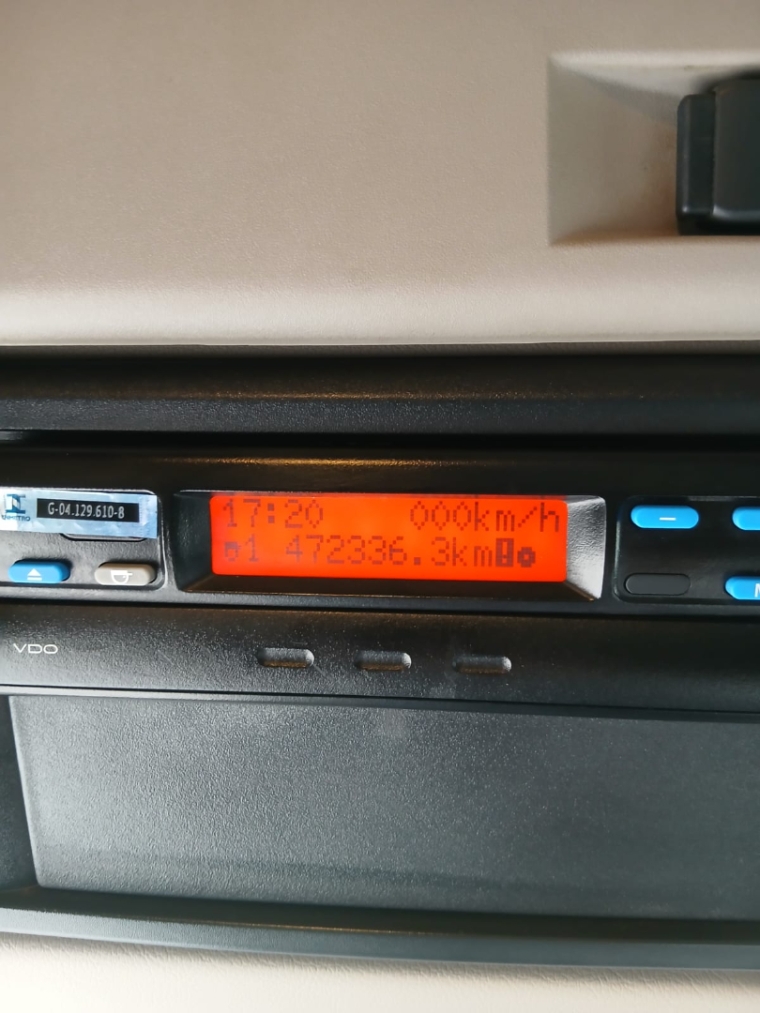 G-04.129.610-8
17:20 000km/h
1 472336.3km
VDO